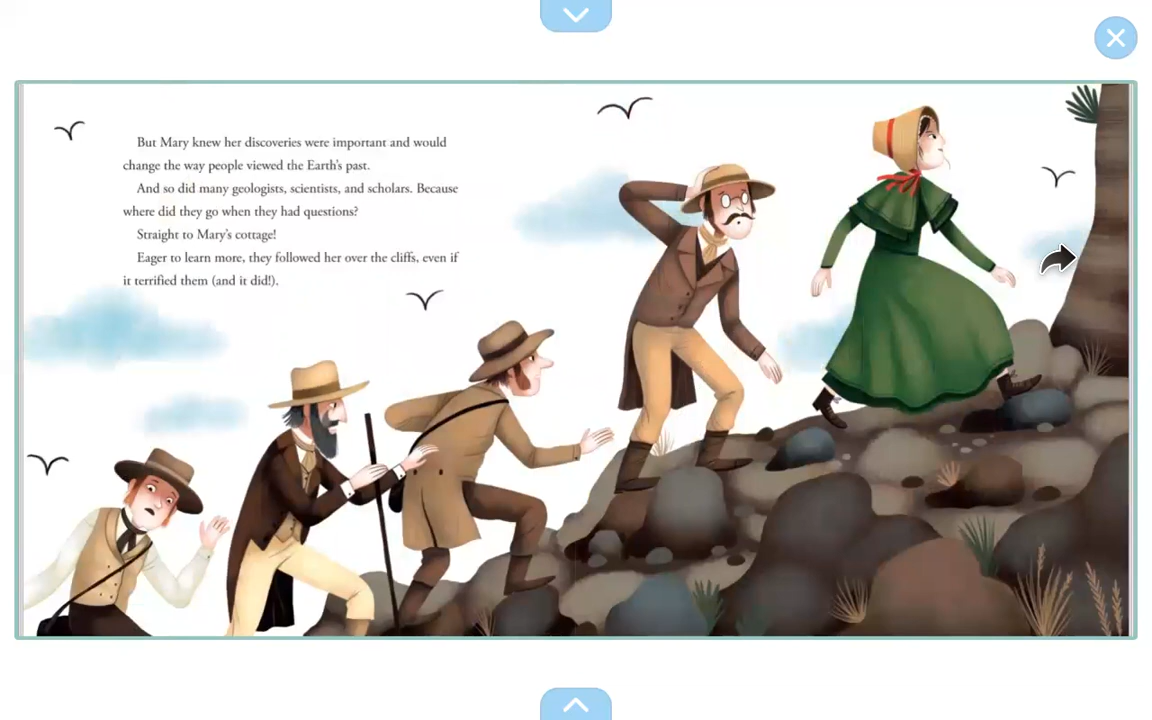 But Mary knew her discoveries were important and would
change the way people viewed the Earth's past.
And so did many geologists, scientists, and scholars. Because
where did they go when they had questions?
Straight to Mary's cottage!
Eager to learn more, they followed her over the cliffs, even if
it terrified them (and it did!).